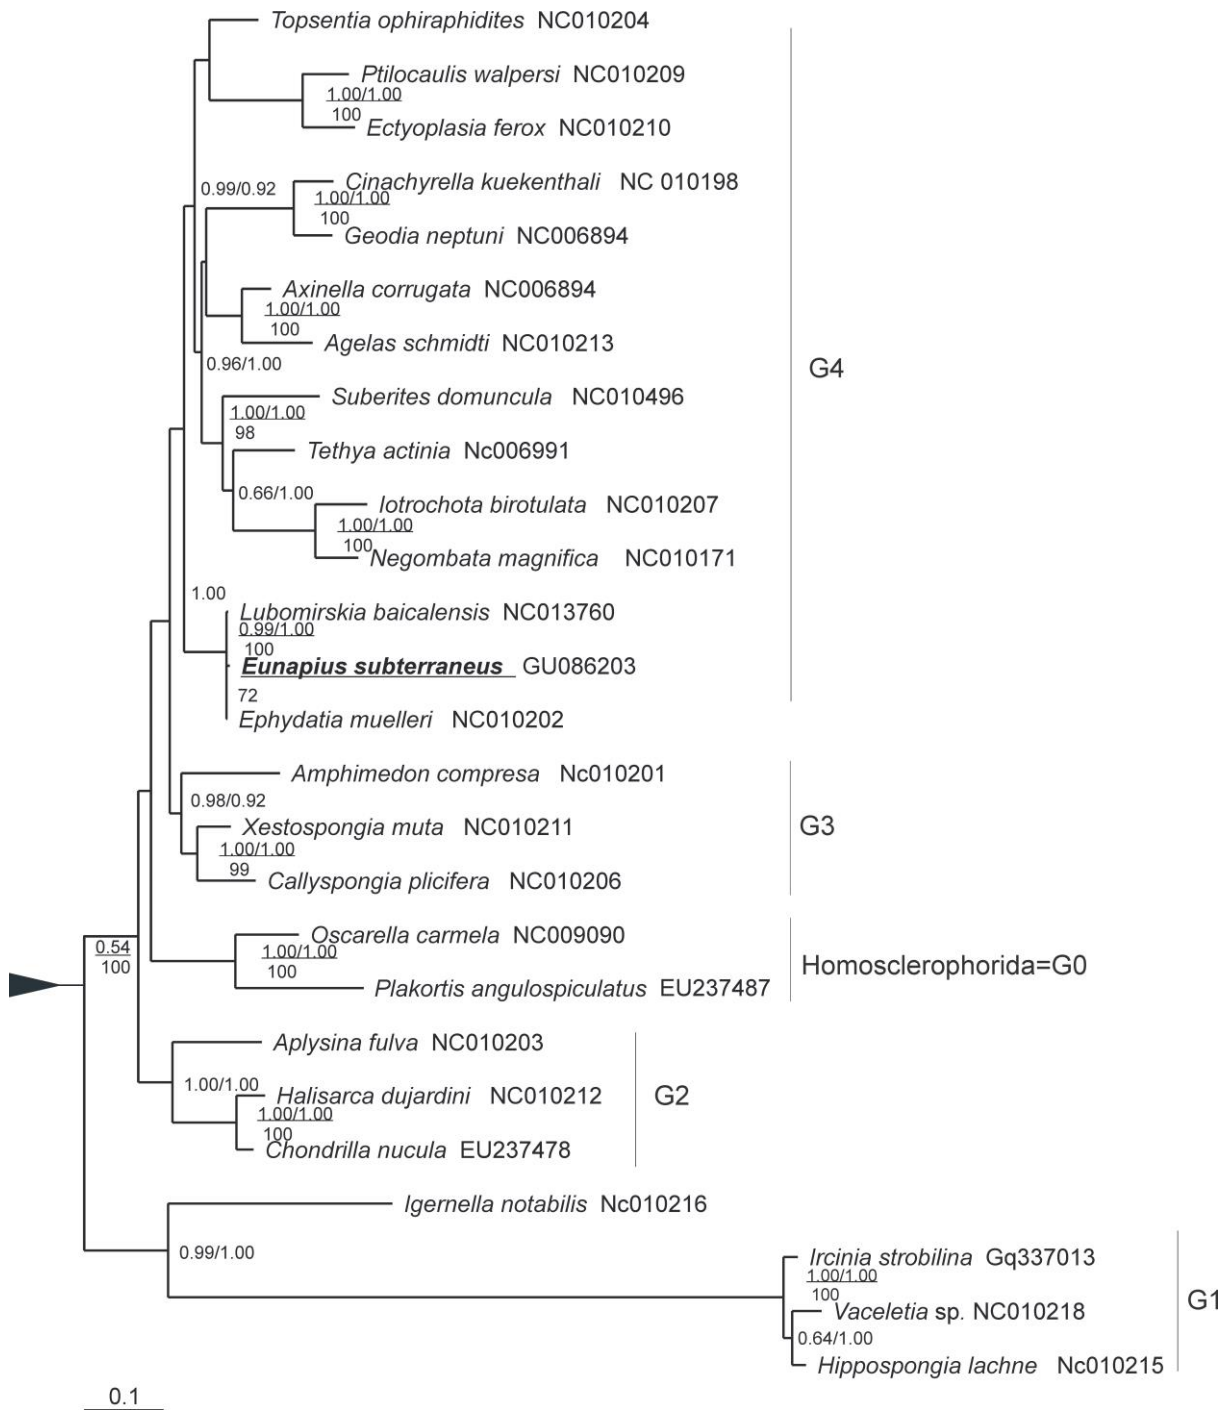 Topsentia ophiraphidites NC010204
Ptilocaulis walpersi NC010209
1.00/1.00
100
Ectyoplasia ferox NC010210
Cinachyrella kuekenthali NC 010198
0.99/0.92
1.00/1.00
100
Geodia neptuni NC006894
Axinella corrugata NC006894
1.00/1.00
100
Agelas schmidti NC010213
0.96/1.00
G4
Suberites domuncula NC010496
1.00/1.00
98
Tethya actinia Nc006991
0.66/1.00
Iotrochota birotulata NC010207
1.00/1.00
100
Negombata magnifica NC010171
1.00
Lubomirskia baicalensis NC013760
0.99/1.00
100
Eunapius subterraneus GU086203
72
Ephydatia muelleri NC010202
Amphimedon compresa Nc010201
0.98/0.92
Xestospongia muta NC010211
G3
1.00/1.00
99
Callyspongia plicifera NC010206
Oscarella carmela NC009090
0.54
100
1.00/1.00
100
Homosclerophorida=G0
Plakortis angulospiculatus EU237487
Aplysina fulva NC010203
1.00/1.00
Halisarca dujardini NC010212
G2
1.00/1.00
100
Chondrilla nucula EU237478
Igernella notabilis Nc010216
0.99/1.00
Ircinia strobilina Gq337013
1.00/1.00
100
G1
Vaceletia sp. NC010218
0.64/1.00
Hippospongia lachne Nc010215
0.1